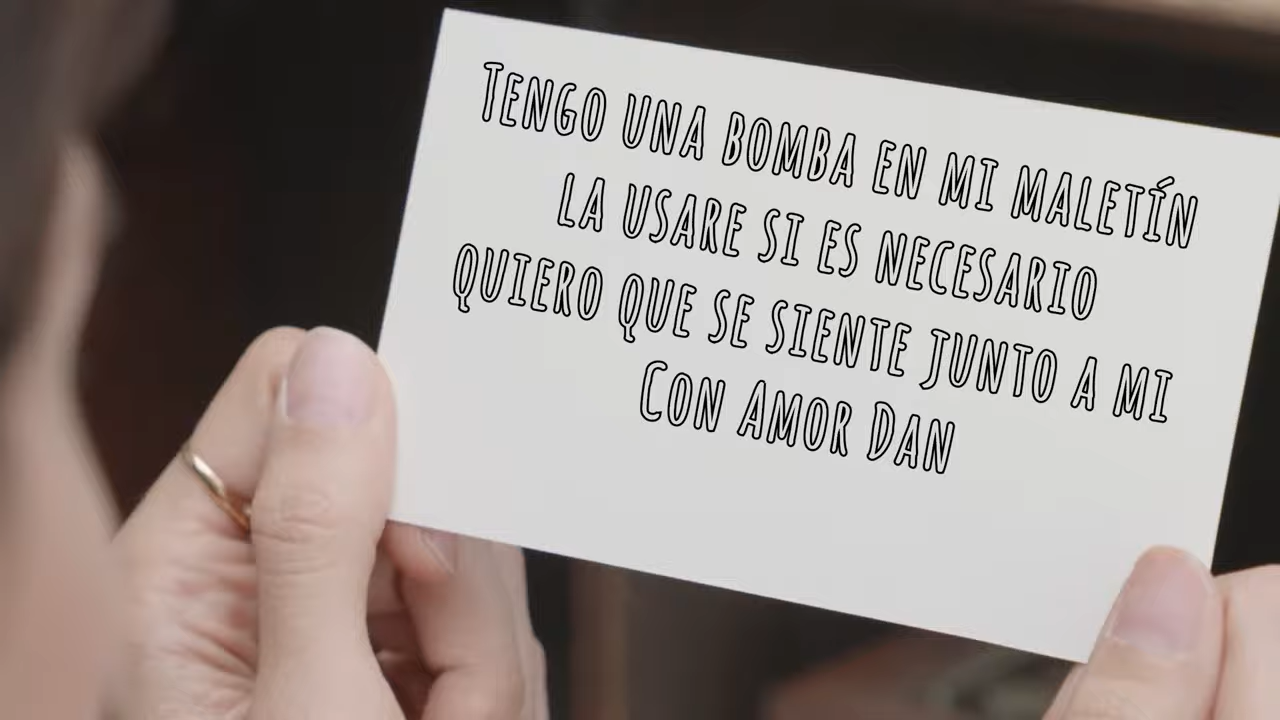 Tengo una bomba en mi maletín
la usare si es necesario
quiero que se siente junto a mi
Con Amor Dan